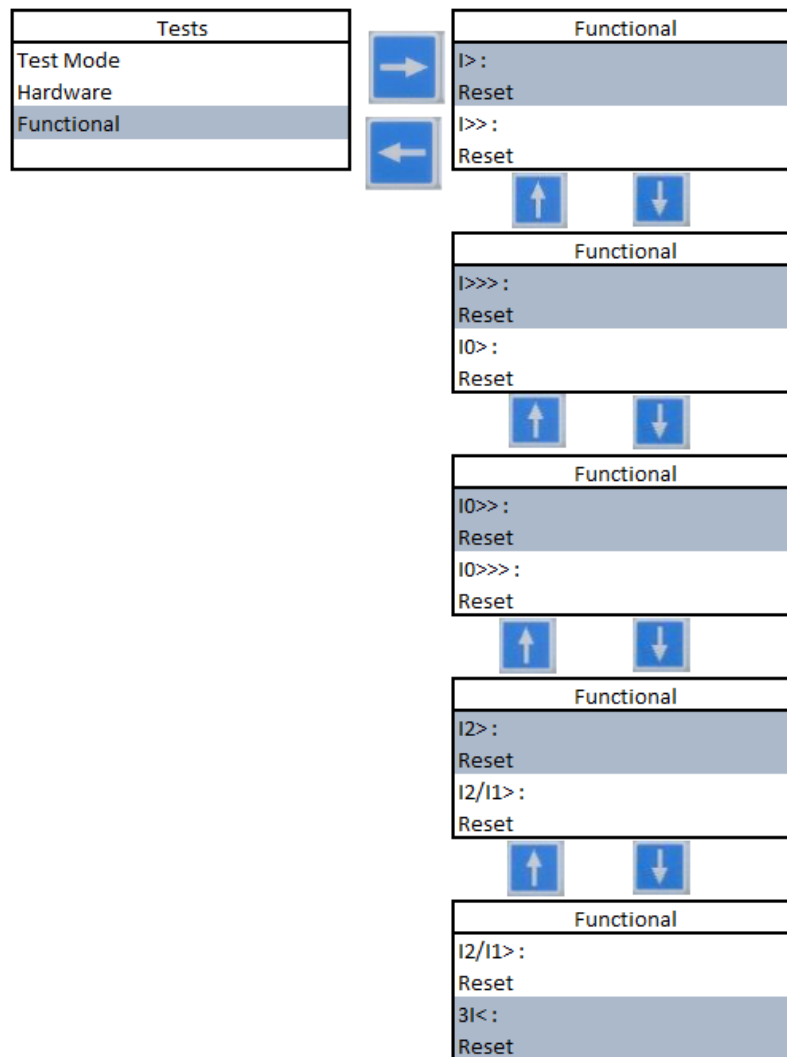 Tests
Test Mode
Hardware
Functional
Functional
I>:
Reset
I>>:
Reset
Functional
I>>>:
Reset
I0>:
Reset
Functional
I0>>:
Reset
I0>>>:
Reset
Functional
I2>:
Reset
I2/I1>:
Reset
Functional
I2/I1>:
Reset
3I<:
Reset